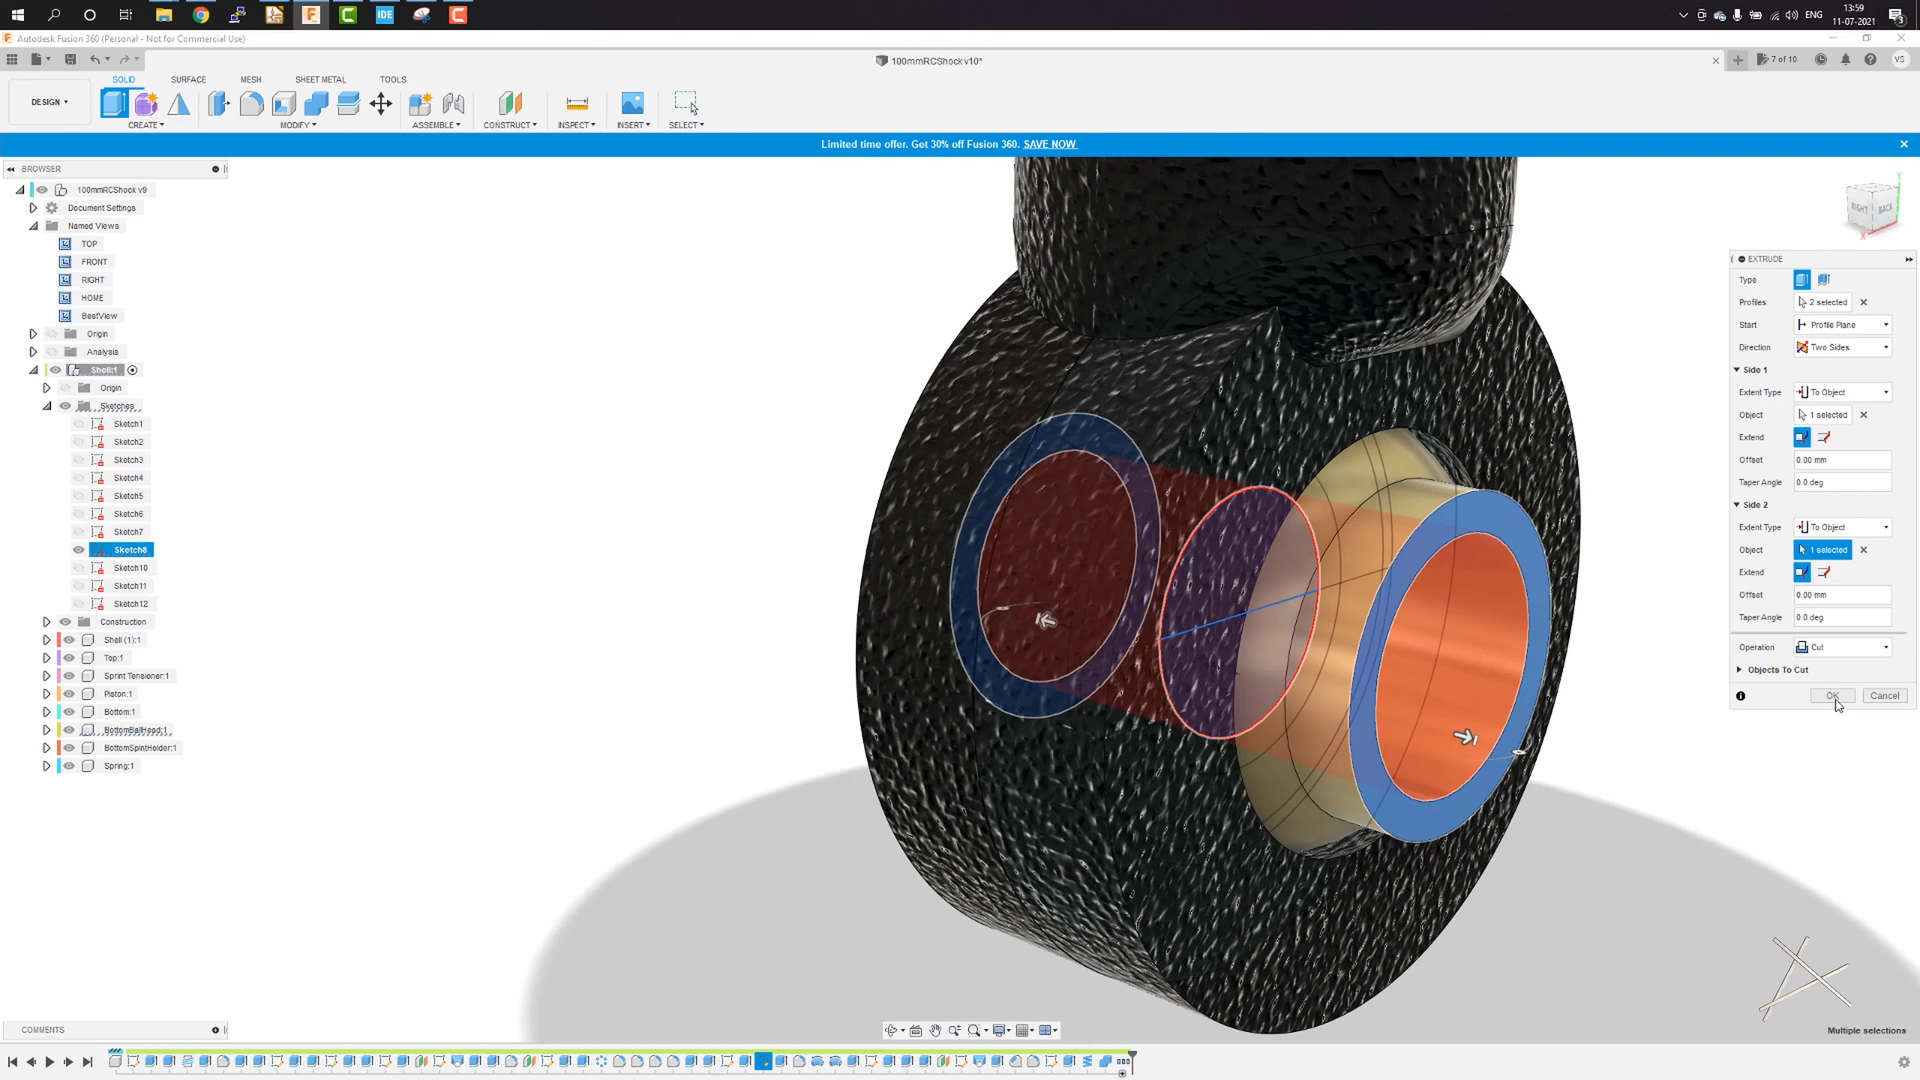 IDE
13:59
ENG
11-07-2021
3
Autodesk Fusion 360 (Personal - Not for Commercial Use)
100mmRCShock v10*
7 of 10
VS
DESIGN
SOLID
SURFACE
MESH
SHEET METAL
TOOLS
CREATE
MODIFY
ASSEMBLE
CONSTRUCT
INSPECT
INSERT
SELECT
Limited time offer. Get 30% off Fusion 360. SAVE NOW
BROWSER
100mmRCShock v9
Document Settings
Named Views
TOP
FRONT
RIGHT
HOME
BestView
Origin
Analysis
Shell:1
Origin
Sketches
Sketch1
Sketch2
Sketch3
Sketch4
Sketch5
Sketch6
Sketch7
Sketch8
Sketch10
Sketch11
Sketch12
Construction
Shell (1):1
Top:1
Sprint Tensioner:1
Piston:1
Bottom:1
BottomBallHead:1
BottomSpintHolder:1
Spring:1
Y
RIGHT
BACK
X
EXTRUDE
Type
Profiles 2 selected
Start Profile Plane
Direction Two Sides
Side 1
Extent Type To Object
Object 1 selected
Extend
Offset 0.00 mm
Taper Angle 0.0 deg
Side 2
Extent Type To Object
Object 1 selected
Extend
Offset 0.00 mm
Taper Angle 0.0 deg
Operation Cut
Objects To Cut
OK
Cancel
COMMENTS
Multiple selections